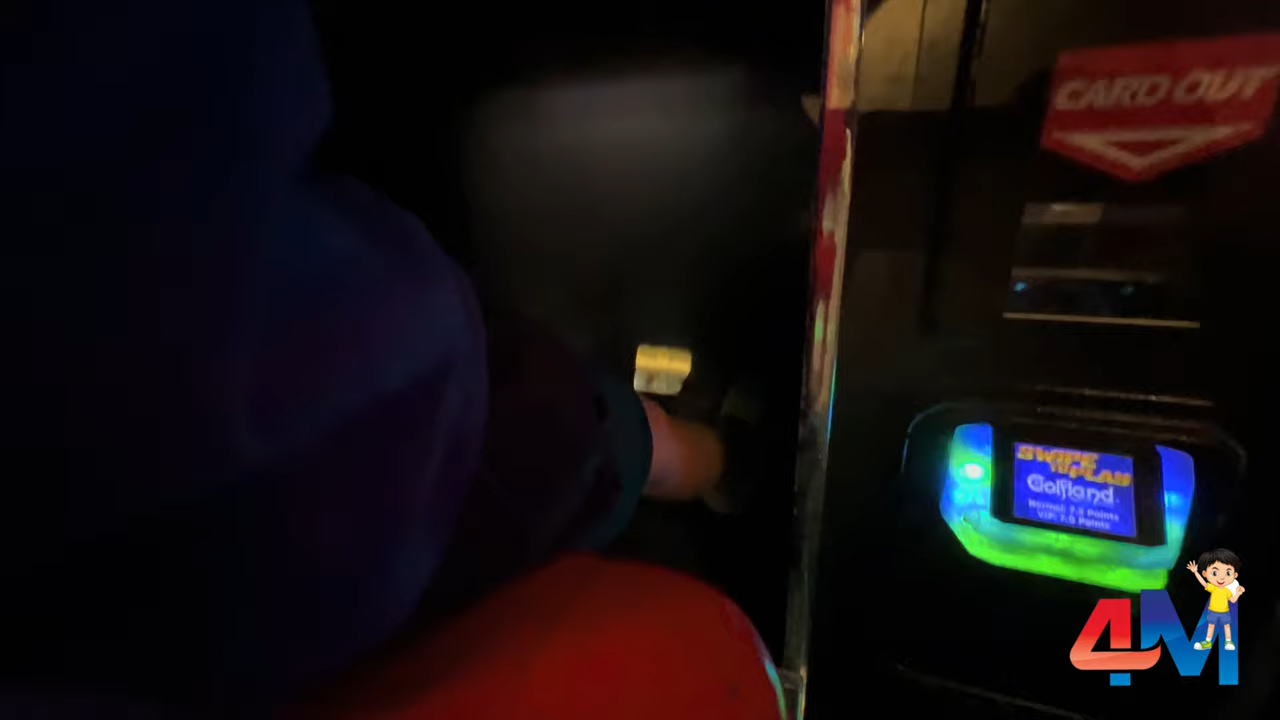 CARD OUT
SWIPE
TO PLAY
Golfland
Normal: 7.5 Points
VIP: 7.0 Points
4M